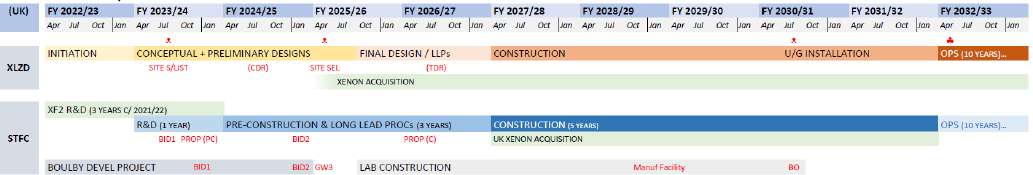 (UK) FY 2022/23 FY 2023/24 FY 2024/25 FY 2025/26 FY 2026/27 FY 2027/28 FY 2028/29 FY 2029/30 FY 2030/31 FY 2031/32 FY 2032/33
Apr Jul Oct Jan Apr Jul Oct Jan Apr Jul Oct Jan Apr Jul Oct Jan Apr Jul Oct Jan Apr Jul Oct Jan Apr Jul Oct Jan Apr Jul Oct Jan Apr Jul Oct Jan Apr Jul Oct Jan Apr Jul Oct Jan
INITIATION CONCEPTUAL + PRELIMINARY DESIGNS FINAL DESIGN / LLPs CONSTRUCTION U/G INSTALLATION OPS (10 YEARS)...
XLZD SITE S/LIST (CDR) SITE SEL (TDR)
XENON ACQUISITION
XF2 R&D (3 YEARS C/ 2021/22)
R&D (1 YEAR) PRE-CONSTRUCTION & LONG LEAD PROCs (3 YEARS) CONSTRUCTION (5 YEARS) OPS (10 YEARS)...
STFC BID1 PROP (PC) BID2 PROP (C) UK XENON ACQUISITION
BOULBY DEVEL PROJECT BID1 BID2 GW3 LAB CONSTRUCTION Manuf Facility BO